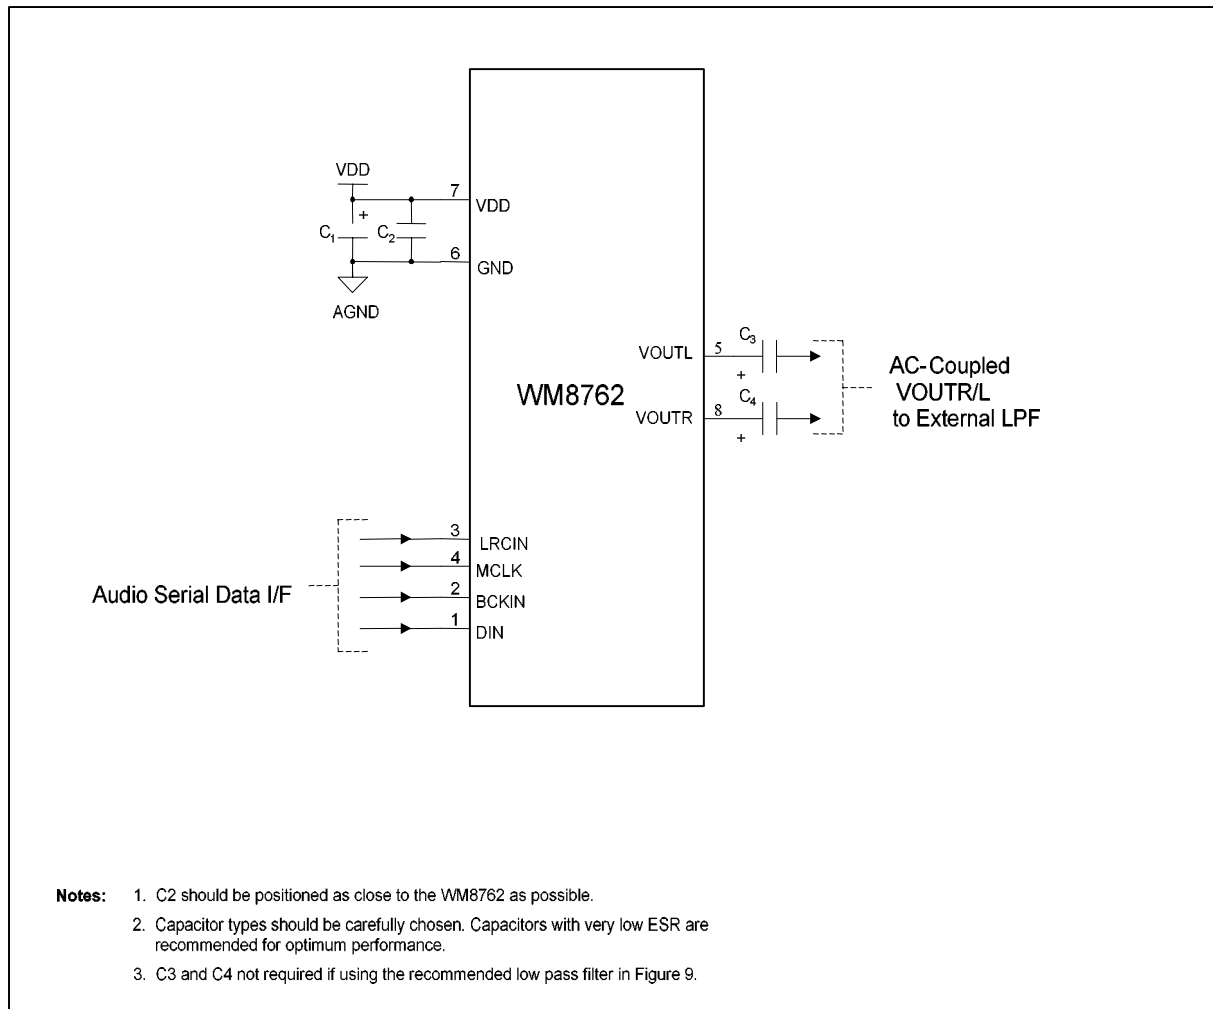 VDD
7
VDD
+
C1
C2
6
GND
AGND
VOUTL
5
C3
+
WM8762
VOUTR
8
C4
+
AC-Coupled
VOUTR/L
to External LPF
Audio Serial Data I/F
3
LRCIN
4
MCLK
2
BCKIN
1
DIN
Notes: 1. C2 should be positioned as close to the WM8762 as possible.
2. Capacitor types should be carefully chosen. Capacitors with very low ESR are
recommended for optimum performance.
3. C3 and C4 not required if using the recommended low pass filter in Figure 9.